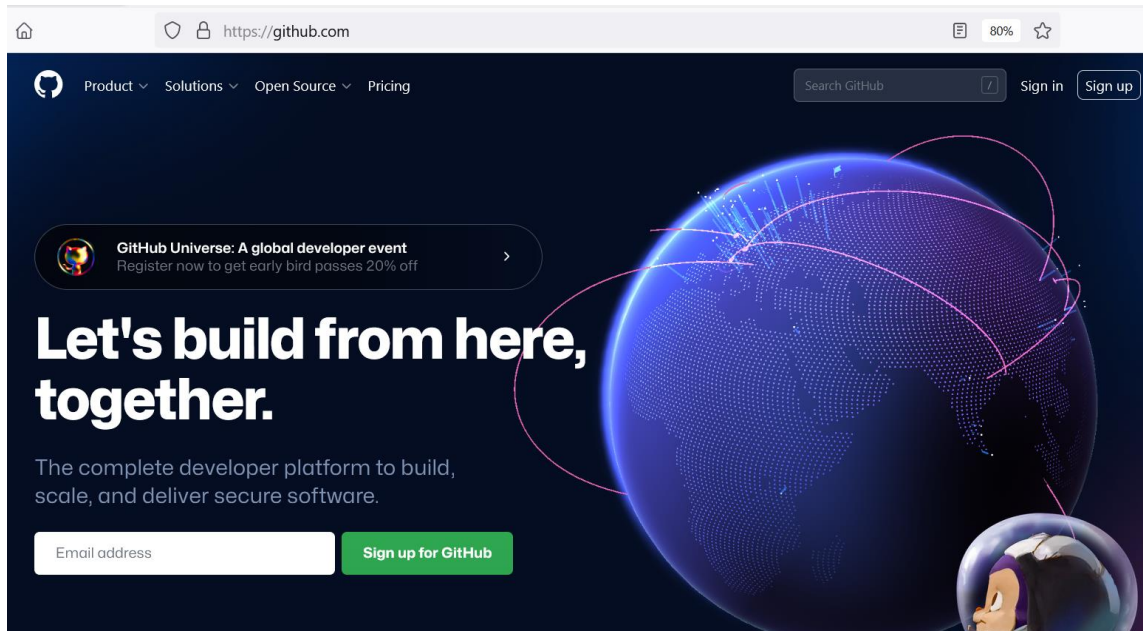 https://github.com
80%
Product
Solutions
Open Source
Pricing
Search GitHub
/
Sign in
Sign up
GitHub Universe: A global developer event
Register now to get early bird passes 20% off
Let's build from here,
together.
The complete developer platform to build,
scale, and deliver secure software.
Email address
Sign up for GitHub